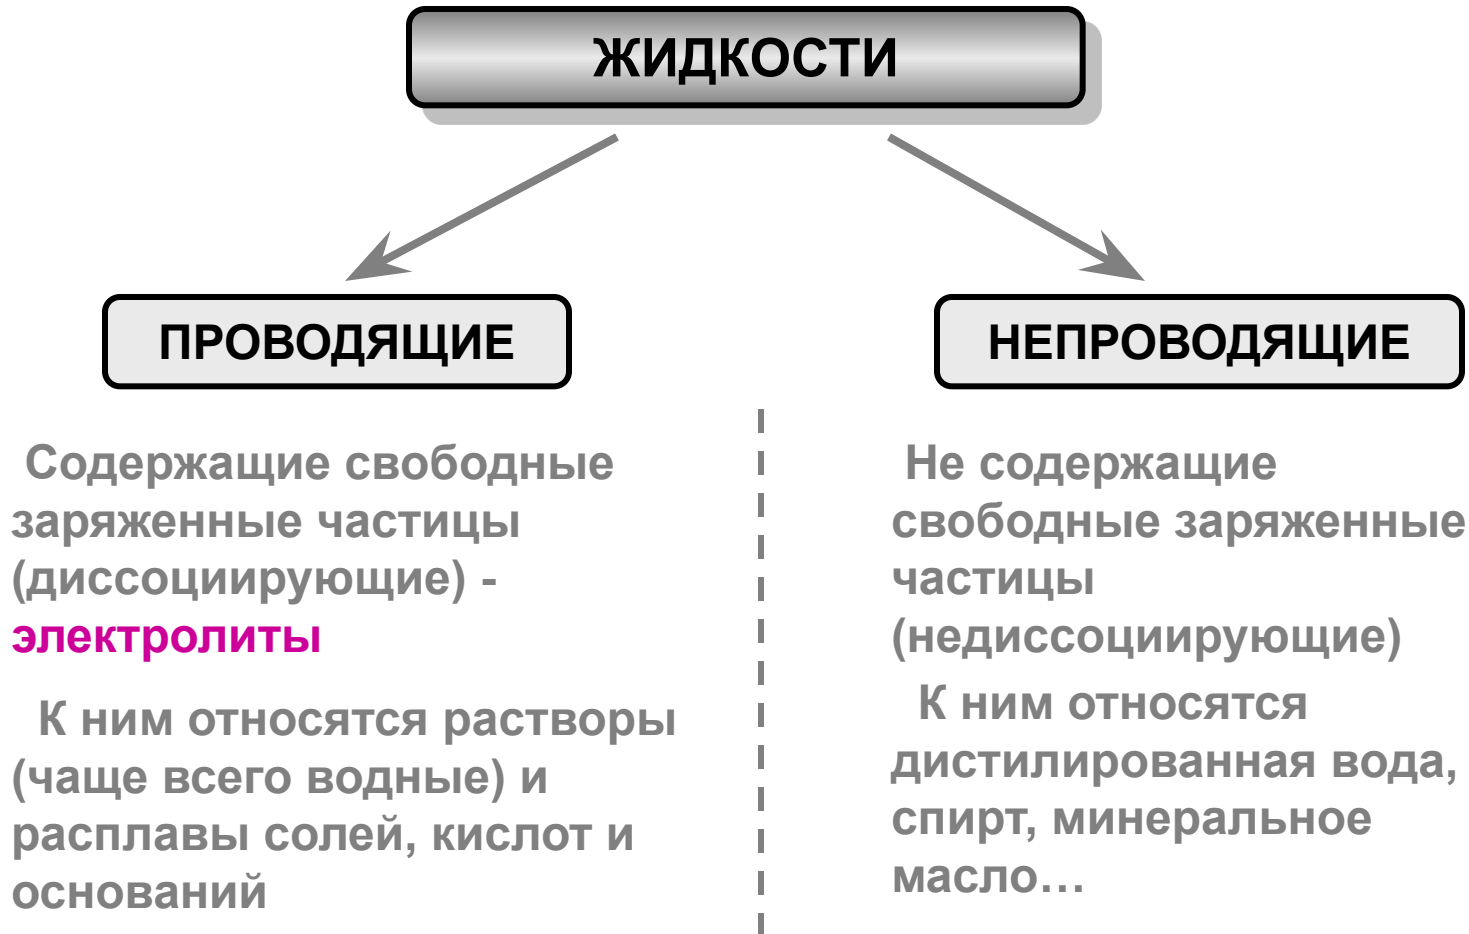 ЖИДКОСТИ
ПРОВОДЯЩИЕ
Содержащие свободные
заряженные частицы
(диссоциирующие) -
электролиты
К ним относятся растворы
(чаще всего водные) и
расплавы солей, кислот и
оснований
НЕПРОВОДЯЩИЕ
Не содержащие
свободные заряженные
частицы
(недиссоциирующие)
К ним относятся
дистилированная вода,
спирт, минеральное
масло…